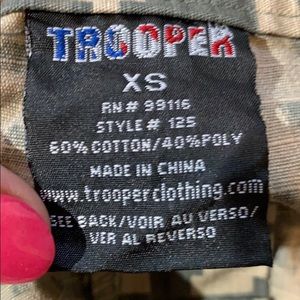 TROOPER
XS
RN# 99116
STYLE# 125
60% COTTON/40%POLY
MADE IN CHINA
www.trooperclothing.com
SEE BACK/VOIR AU VERSO/
VER AL REVERSO